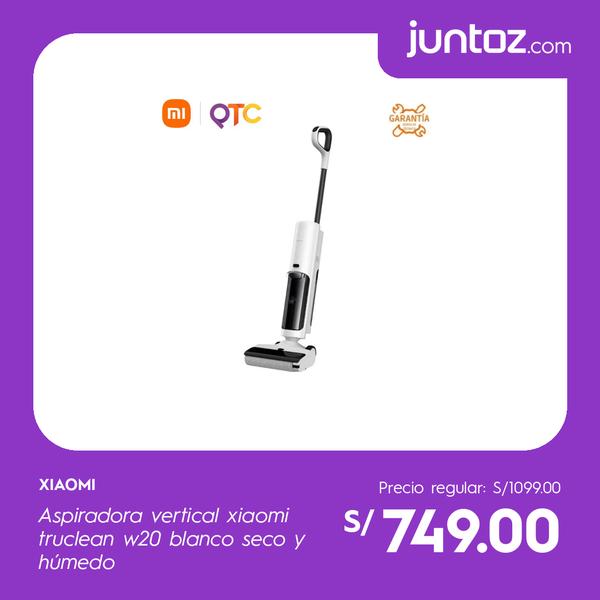 juntoz.com
mi QTC
GARANTÍA
XIAOMI
Aspiradora vertical xiaomi
truclean w20 blanco seco y
húmedo
Precio regular: S/1099.00
S/ 749.00